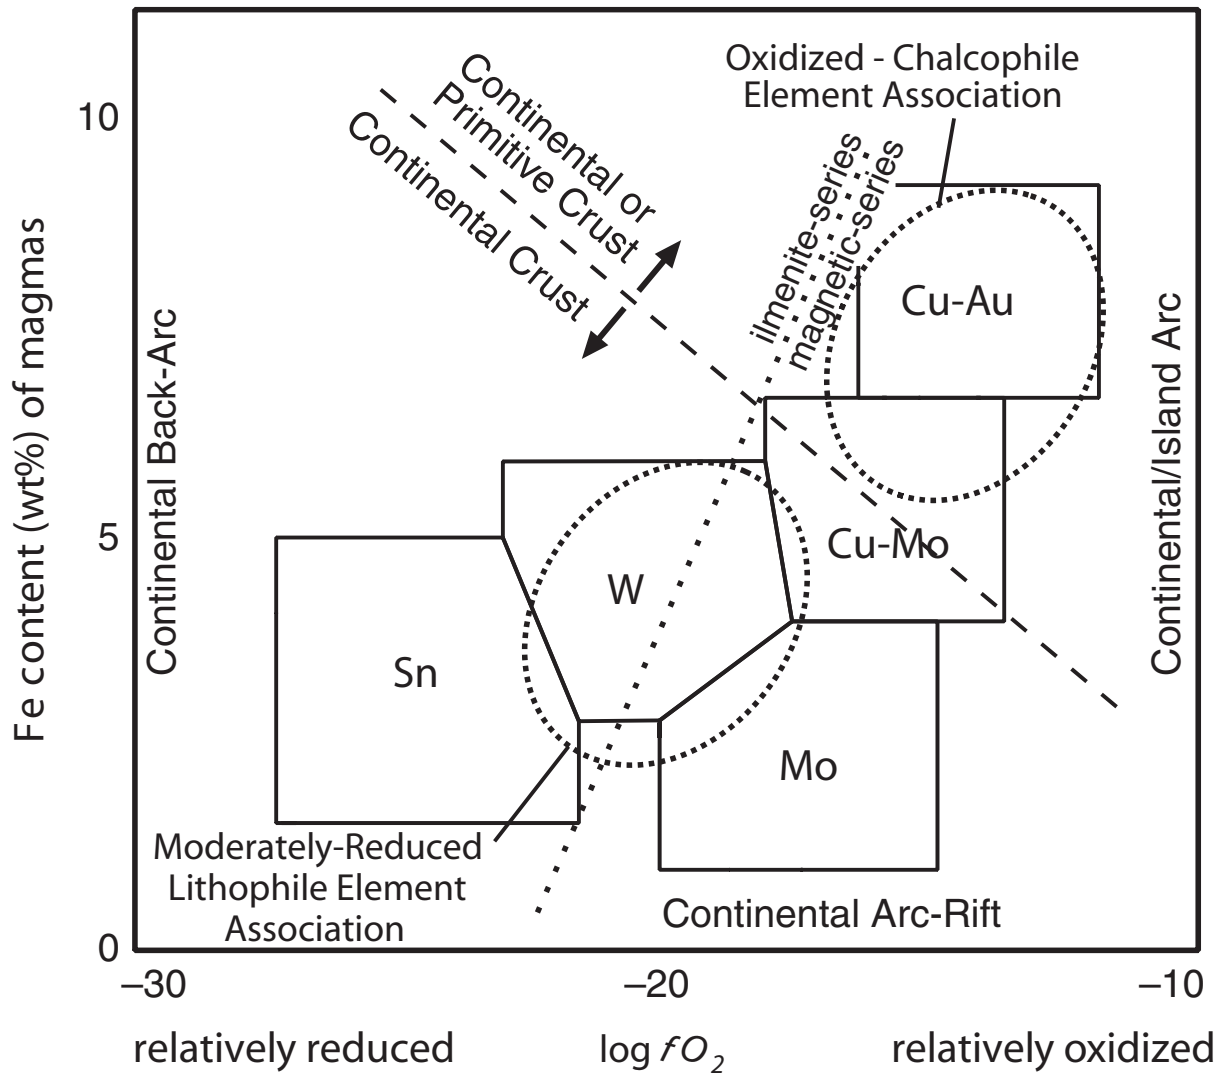 Oxidized - Chalcophile
Element Association
Continental or
Primitive Crust
Continental Crust
ilmenite-series
magnetic-series
10
5
0
Fe content (wt%) of magmas
Continental Back-Arc
Continental/Island Arc
Cu-Au
Cu-Mo
W
Sn
Mo
Moderately-Reduced
Lithophile Element
Association
Continental Arc-Rift
–30
–20
–10
relatively reduced
log fO₂
relatively oxidized